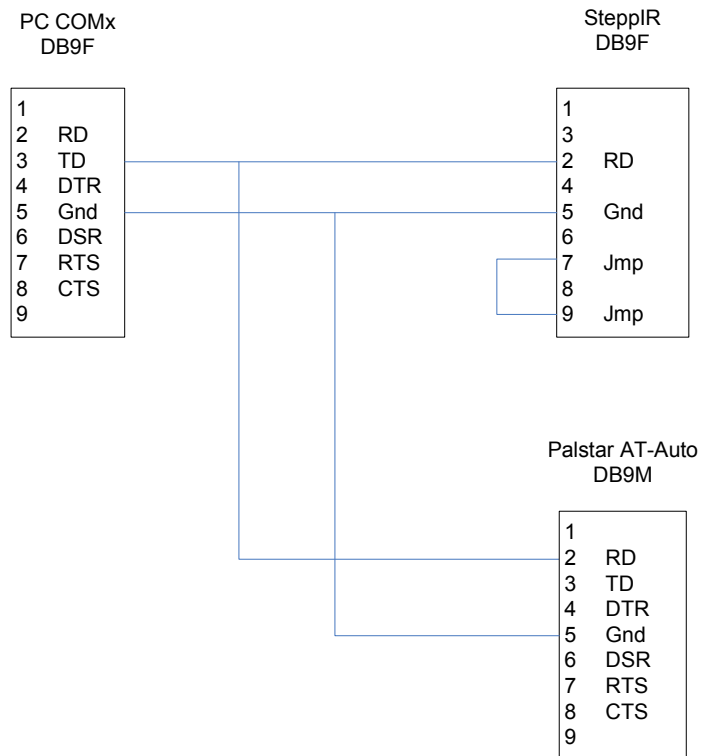 PC COMx
DB9F
1
2 RD
3 TD
4 DTR
5 Gnd
6 DSR
7 RTS
8 CTS
9
SteppIR
DB9F
1
3
2 RD
4
5 Gnd
6
7 Jmp
8
9 Jmp
Palstar AT-Auto
DB9M
1
2 RD
3 TD
4 DTR
5 Gnd
6 DSR
7 RTS
8 CTS
9